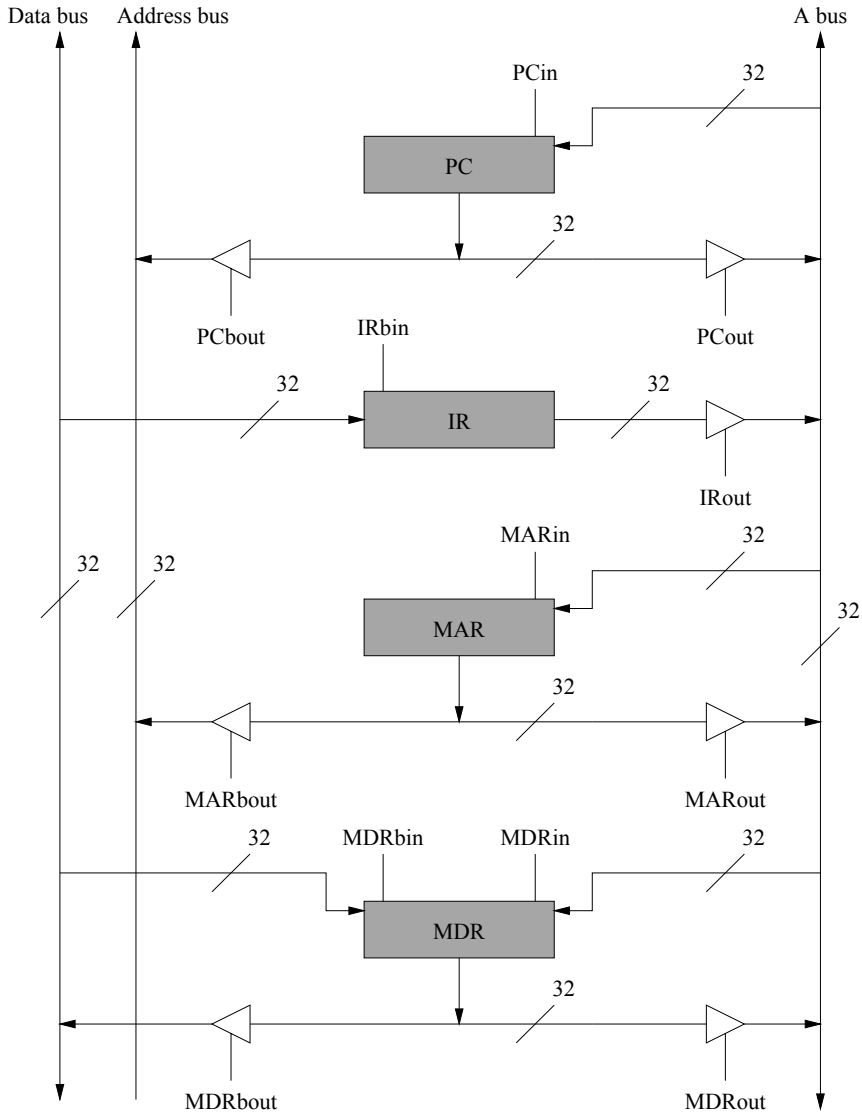 Data bus
Address bus
A bus
PCin
32
PC
32
PCbout
PCout
IRbin
32
32
IR
IRout
MARin
32
32
32
MAR
32
32
MARbout
MARout
MDRbin
MDRin
32
32
MDR
32
MDRbout
MDRout